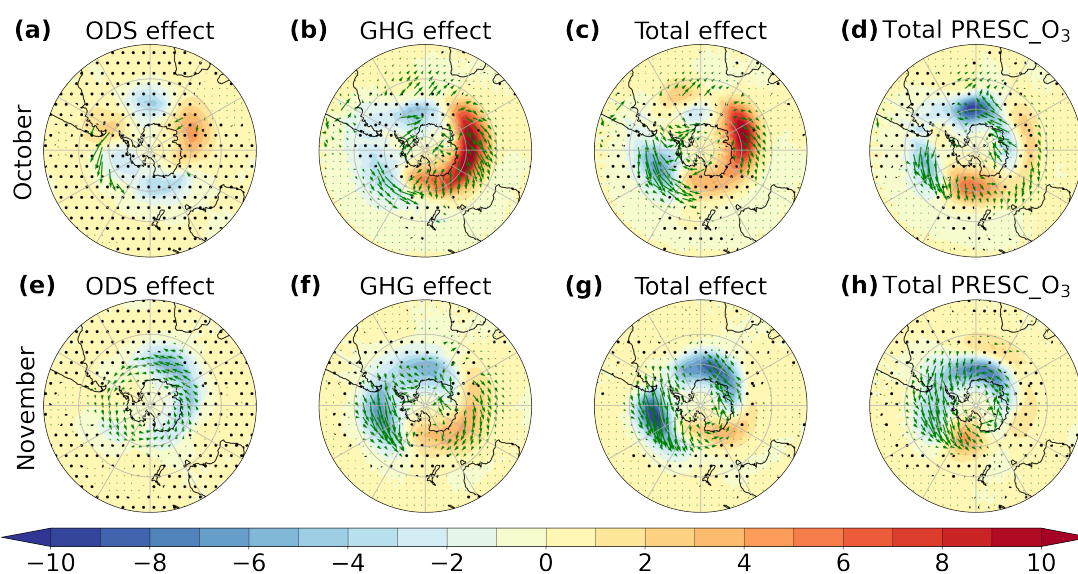 (a) ODS effect
(b) GHG effect
(c) Total effect
(d) Total PRESC_O₃
October
(e) ODS effect
(f) GHG effect
(g) Total effect
(h) Total PRESC_O₃
November
−10 −8 −6 −4 −2 0 2 4 6 8 10